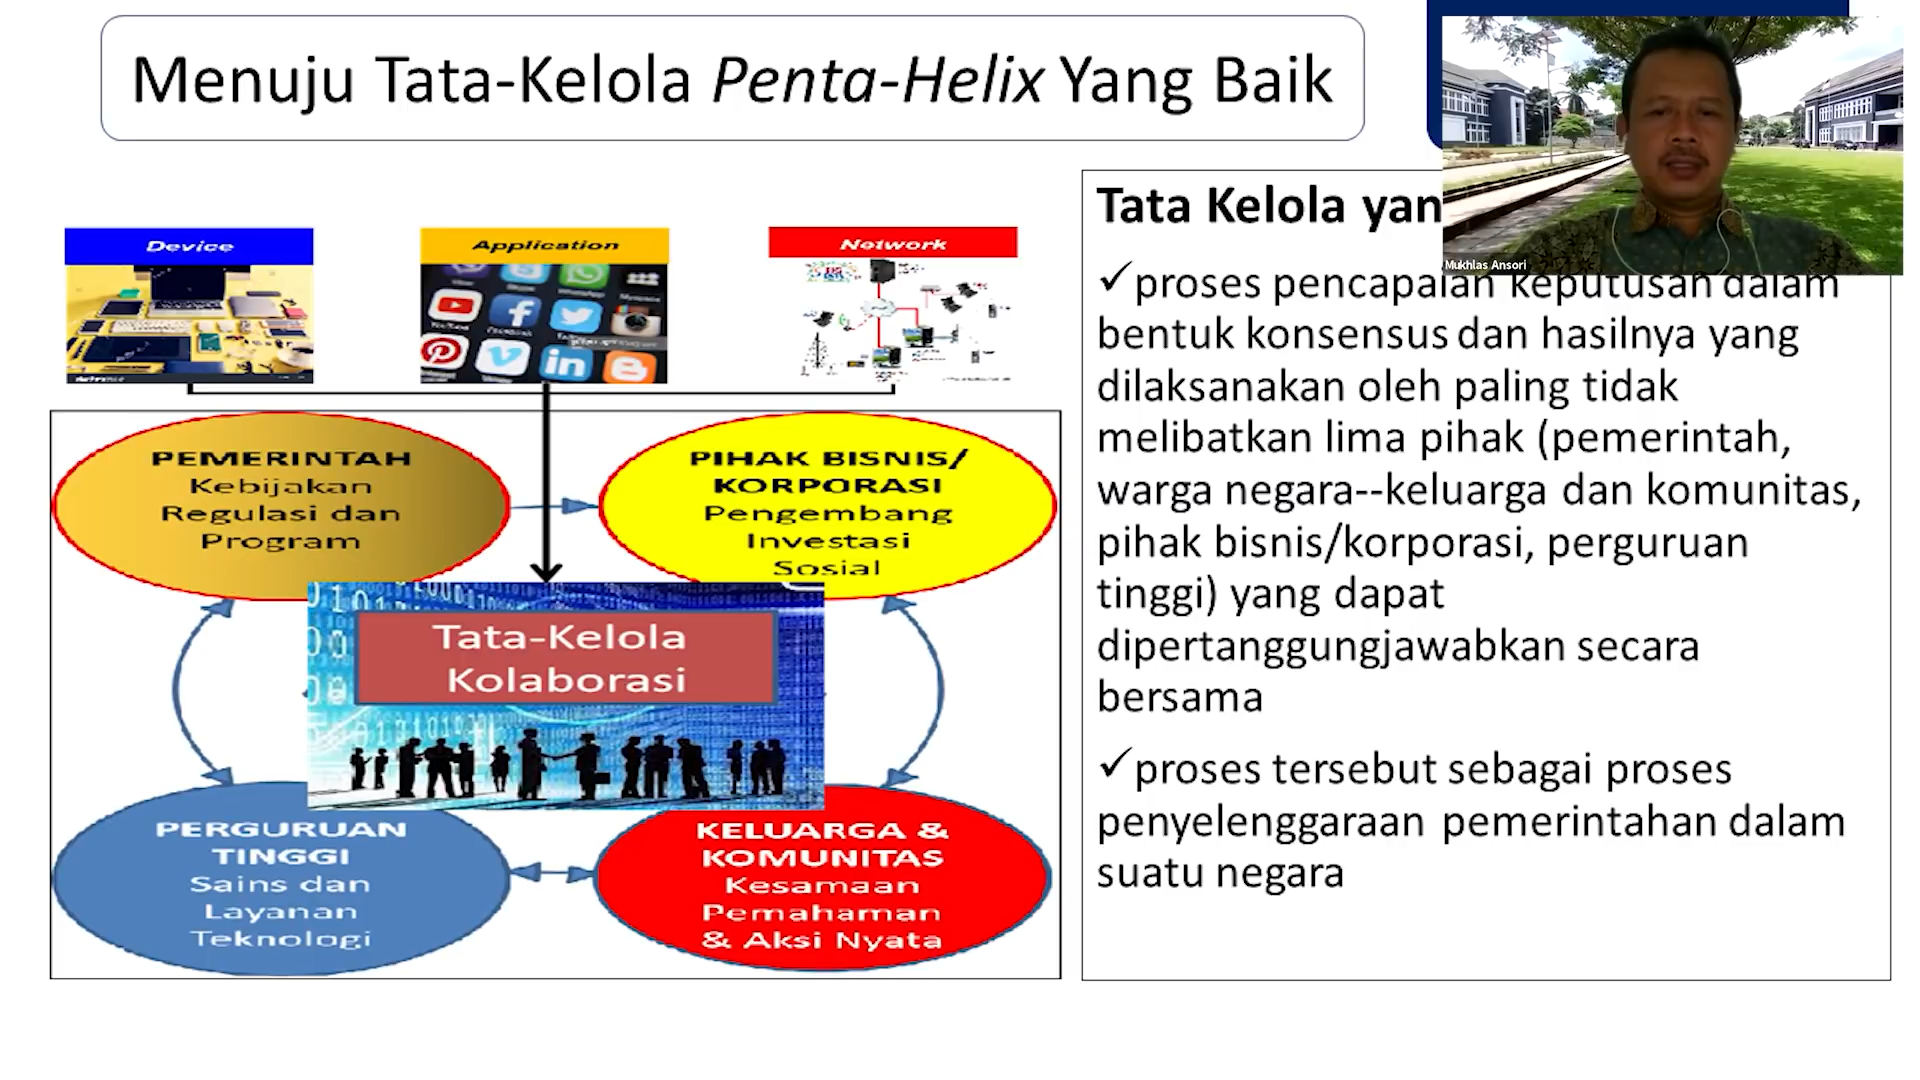 Menuju Tata-Kelola Penta-Helix Yang Baik
Mukhlas Ansori
Device
Application
Network
PEMERINTAH
Kebijakan
Regulasi dan
Program
PIHAK BISNIS/
KORPORASI
Pengembang
Investasi
Sosial
Tata-Kelola
Kolaborasi
PERGURUAN
TINGGI
Sains dan
Layanan
Teknologi
KELUARGA &
KOMUNITAS
Kesamaan
Pemahaman
& Aksi Nyata
Tata Kelola yan
✓proses pencapaian keputusan dalam
bentuk konsensus dan hasilnya yang
dilaksanakan oleh paling tidak
melibatkan lima pihak (pemerintah,
warga negara--keluarga dan komunitas,
pihak bisnis/korporasi, perguruan
tinggi) yang dapat
dipertanggungjawabkan secara
bersama
✓proses tersebut sebagai proses
penyelenggaraan pemerintahan dalam
suatu negara